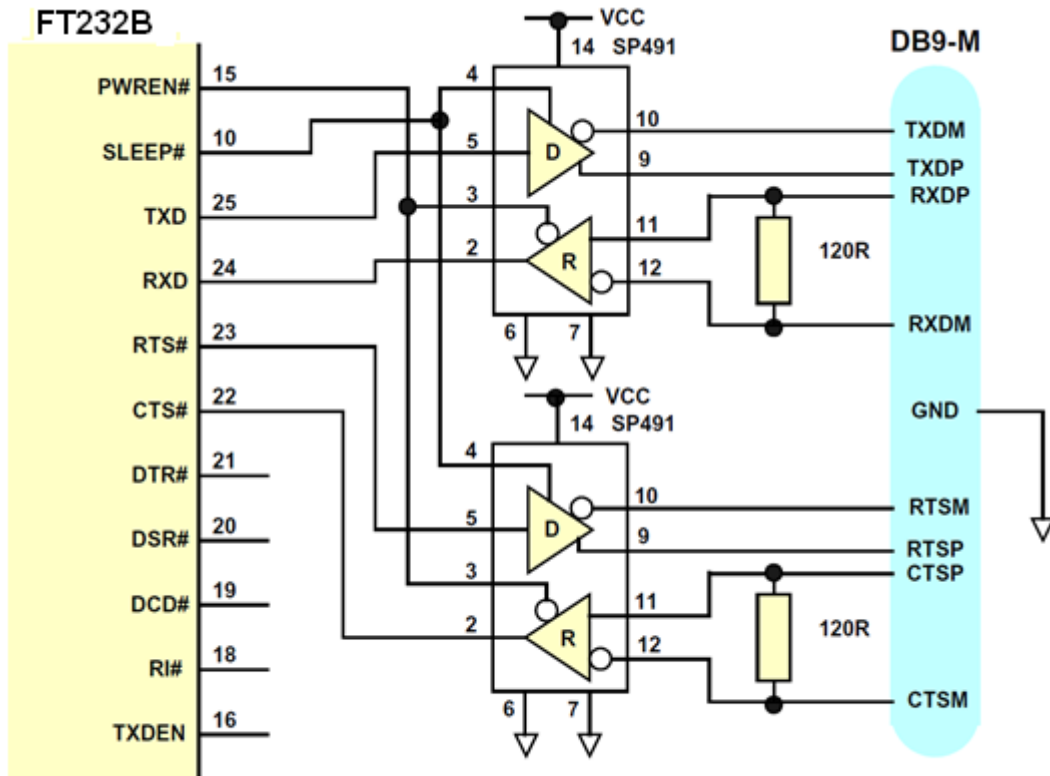 FT232B
VCC
14 SP491
DB9-M
PWREN# 15
4
SLEEP# 10
5
D
10 TXDM
9 TXDP
TXD 25
3
RXDP
11
RXD 24
2
R
12
120R
RTS# 23
6 7
RXDM
CTS# 22
VCC
14 SP491
GND
DTR# 21
4
DSR# 20
5
D
10 RTSM
9 RTSP
DCD# 19
3
CTSP
11
RI# 18
2
R
12
120R
TXDEN 16
6 7
CTSM